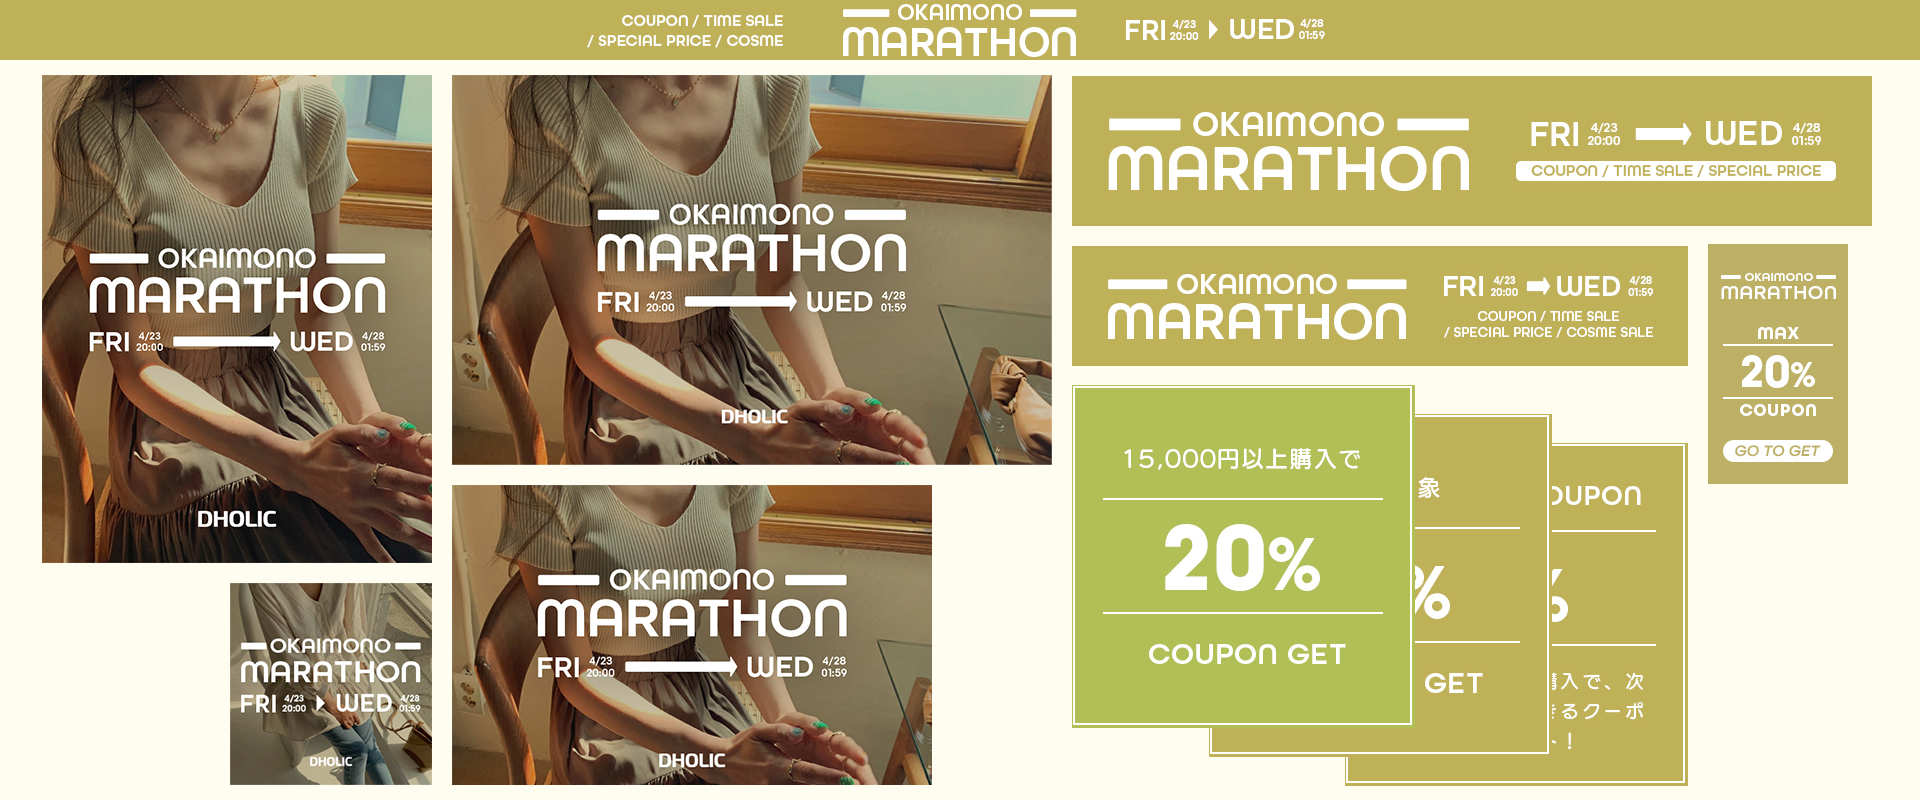 COUPON / TIME SALE
/ SPECIAL PRICE / COSME
OKAIMONO
MARATHON
FRI 4/23 20:00 WED 4/28 01:59
OKAIMONO
MARATHON
FRI 4/23 20:00 WED 4/28 01:59
DHOLIC
OKAIMONO
MARATHON
FRI 4/23 20:00 WED 4/28 01:59
DHOLIC
OKAIMONO
MARATHON
FRI 4/23 20:00 WED 4/28 01:59
COUPON / TIME SALE / SPECIAL PRICE
OKAIMONO
MARATHON
FRI 4/23 20:00 WED 4/28 01:59
COUPON / TIME SALE
/ SPECIAL PRICE / COSME SALE
OKAIMONO
MARATHON
MAX
20%
COUPON
GO TO GET
15,000円以上購入で
20%
COUPON GET
象
%
GET
OUPON
%
入で、次
るクーポ
！
OKAIMONO
MARATHON
FRI 4/23 20:00 WED 4/28 01:59
DHOLIC
OKAIMONO
MARATHON
FRI 4/23 20:00 WED 4/28 01:59
DHOLIC